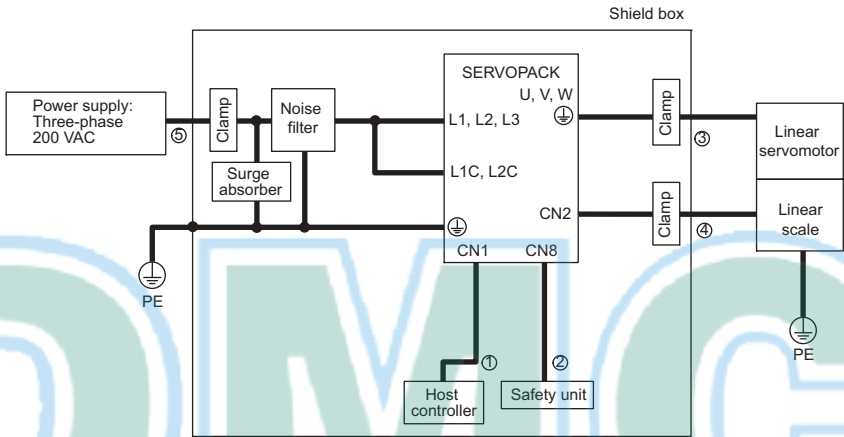 Shield box
Power supply:
Three-phase
200 VAC
⑤
Clamp
Noise
filter
Surge
absorber
SERVOPACK
U, V, W
L1, L2, L3
L1C, L2C
CN2
CN1
CN8
Clamp
③
Linear
servomotor
Clamp
④
Linear
scale
PE
PE
①
②
Host
controller
Safety unit
DMC